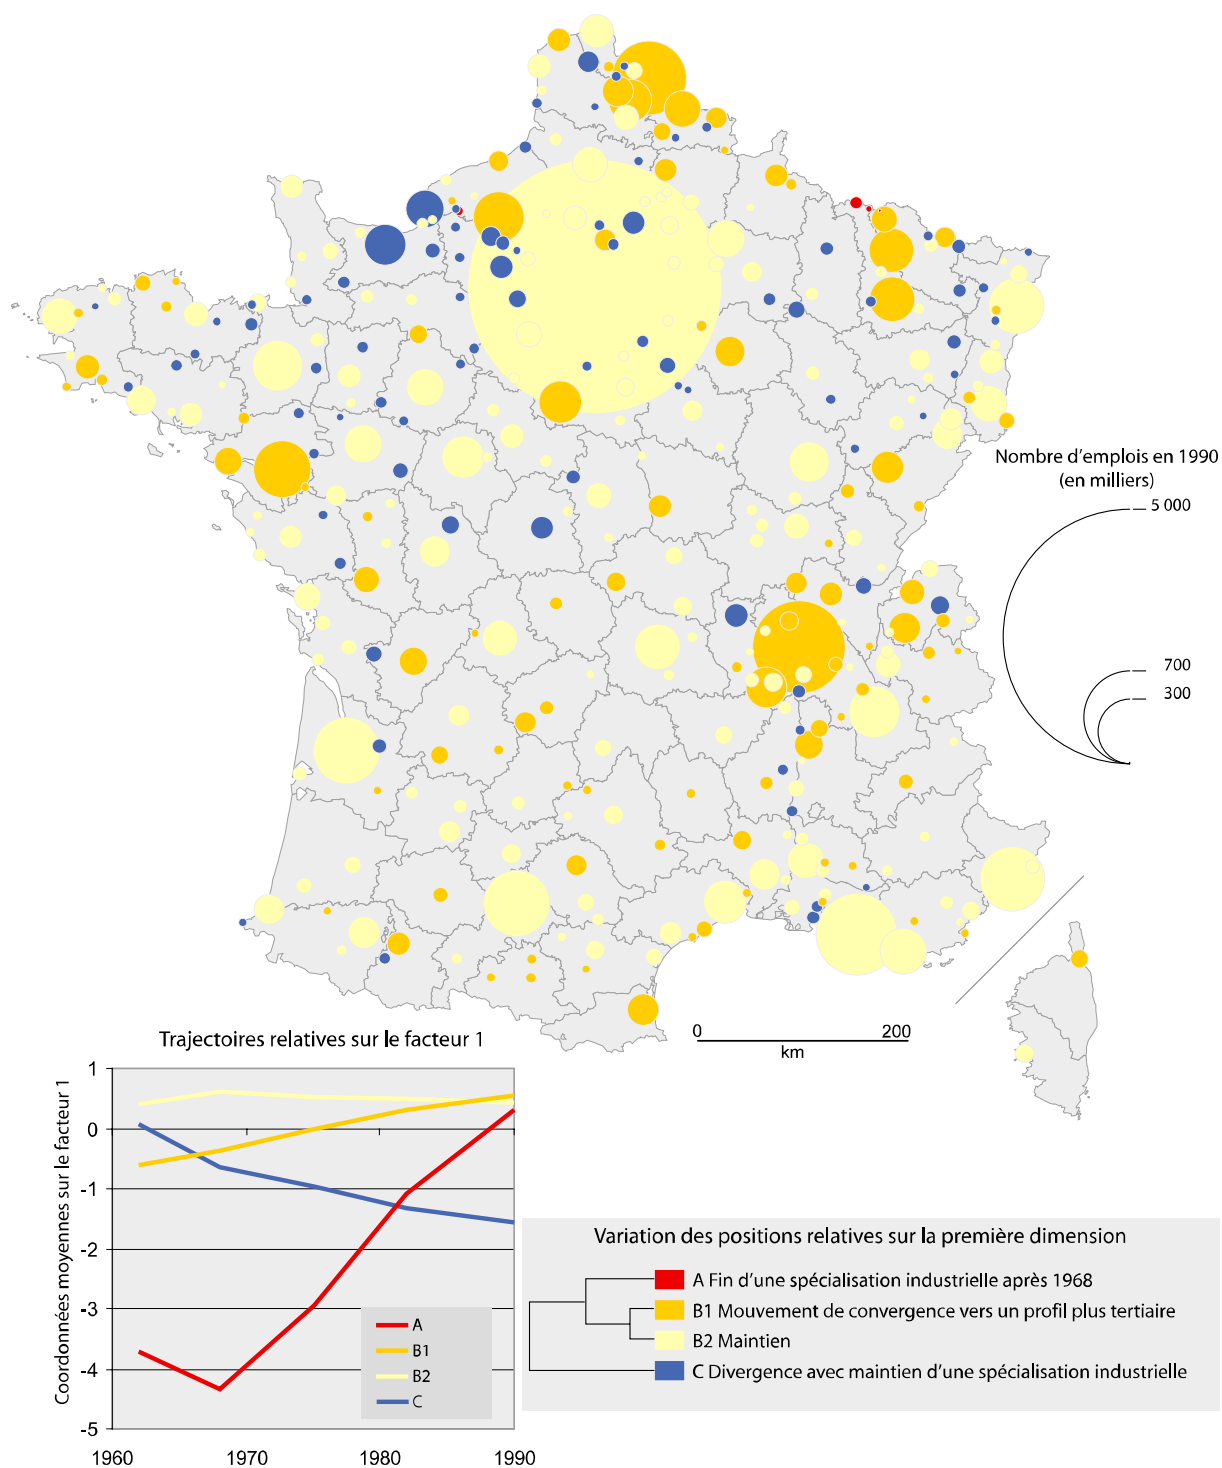 Nombre d'emplois en 1990
(en milliers)
5 000
700
300
0
200
km
Trajectoires relatives sur le facteur 1
Coordonnées moyennes sur le facteur 1
1
0
-1
-2
-3
-4
-5
1960
1970
1980
1990
A
B1
B2
C
Variation des positions relatives sur la première dimension
A Fin d'une spécialisation industrielle après 1968
B1 Mouvement de convergence vers un profil plus tertiaire
B2 Maintien
C Divergence avec maintien d'une spécialisation industrielle